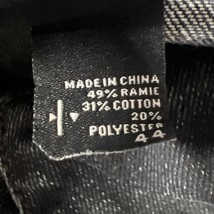 MADE IN CHINA
49% RAMIE
31% COTTON
20%
POLYESTER
44